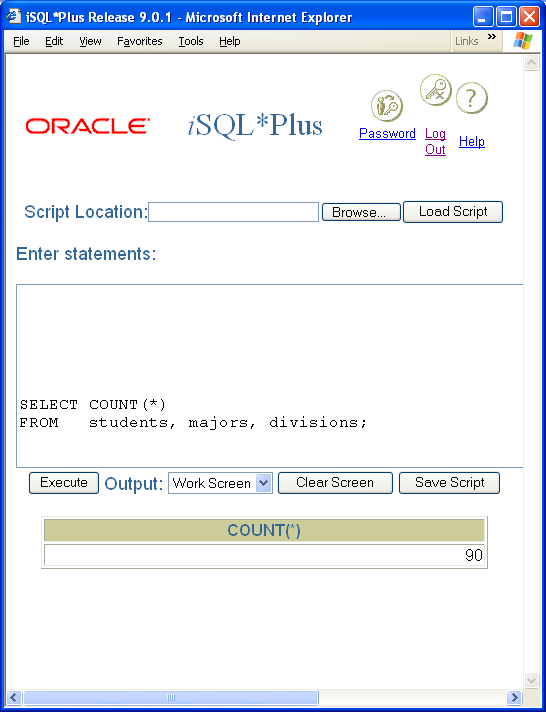 iSQL*Plus Release 9.0.1 - Microsoft Internet Explorer
File Edit View Favorites Tools Help Links »
ORACLE®
iSQL*Plus
Password
Log
Out
Help
?
Script Location: Browse... Load Script
Enter statements:
SELECT COUNT(*)
FROM students, majors, divisions;
Execute Output: Work Screen Clear Screen Save Script
COUNT(*)
90